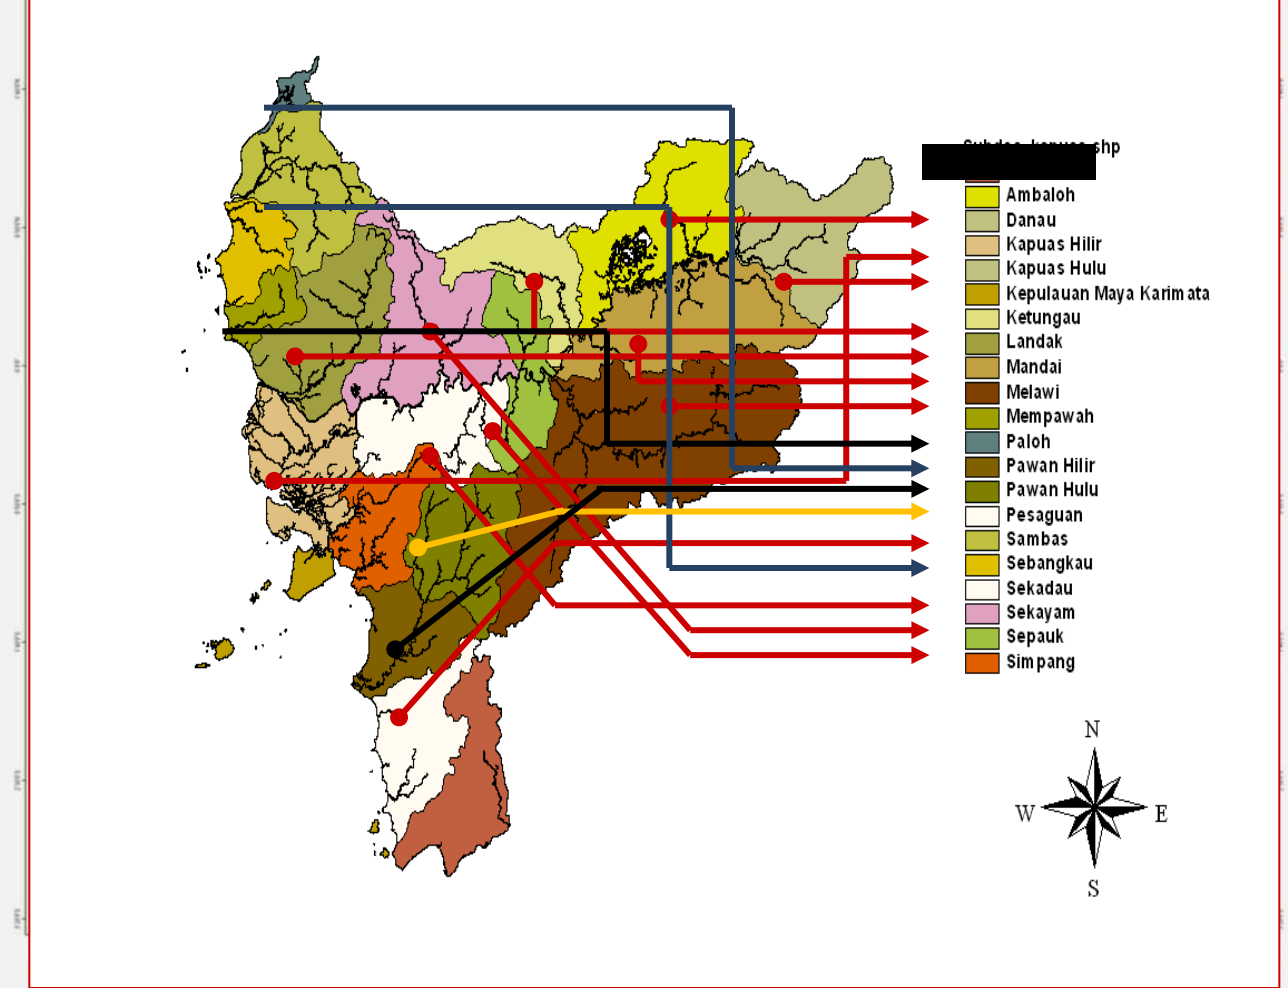 shp
Ambaloh
Danau
Kapuas Hilir
Kapuas Hulu
Kepulauan Maya Karimata
Ketungau
Landak
Mandai
Melawi
Mempawah
Paloh
Pawan Hilir
Pawan Hulu
Pesaguan
Sambas
Sebangkau
Sekadau
Sekayam
Sepauk
Simpang
N
W E
S